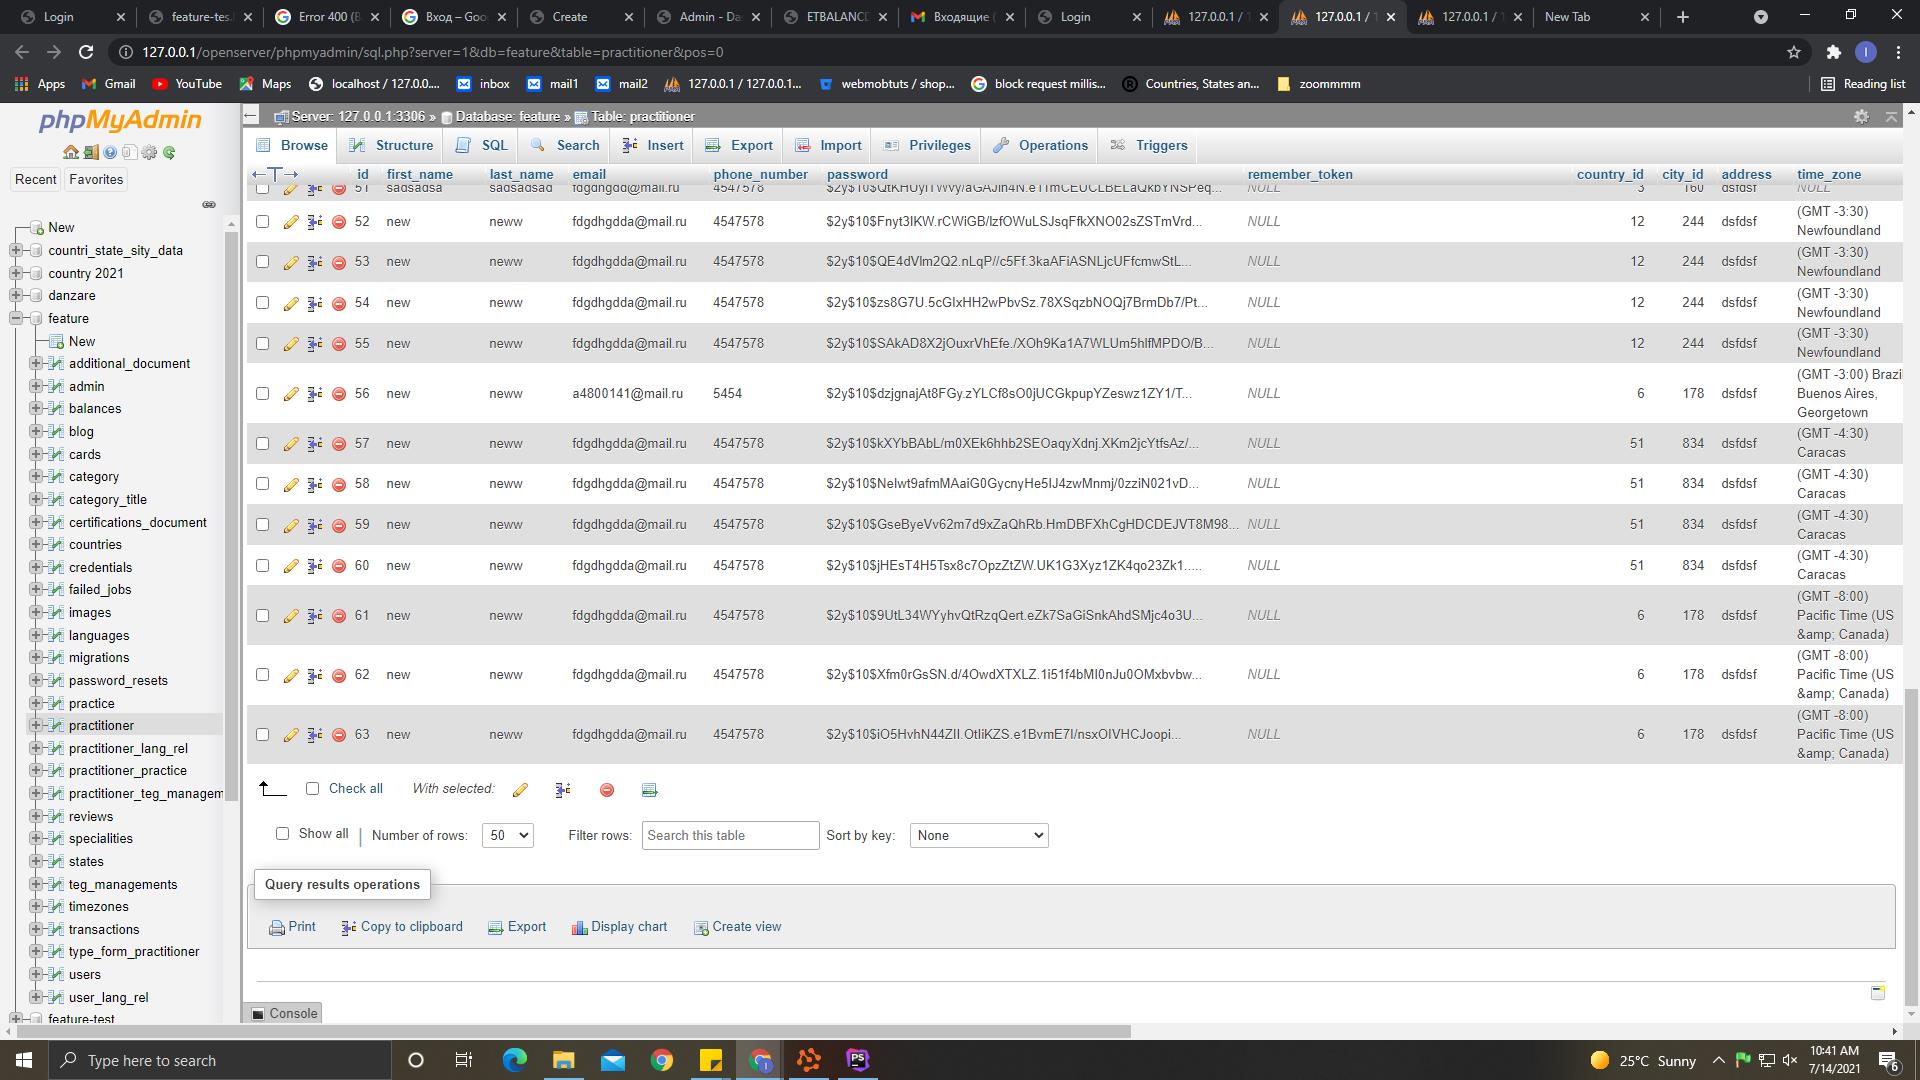 Login
feature-tes.l
Error 400 (B
Вход – Goo
Create
Admin - Da
ETBALANC
Входящие (
Login
127.0.0.1 / 1
127.0.0.1 / 1
127.0.0.1 / 1
New Tab
127.0.0.1/openserver/phpmyadmin/sql.php?server=1&db=feature&table=practitioner&pos=0
I
Apps Gmail YouTube Maps localhost / 127.0.0.... inbox mail1 mail2 127.0.0.1 / 127.0.0.1... webmobtuts / shop... block request millis... Countries, States an... zoommmm Reading list
phpMyAdmin
Recent Favorites
New
countri_state_sity_data
country 2021
danzare
feature
New
additional_document
admin
balances
blog
cards
category
category_title
certifications_document
countries
credentials
failed_jobs
images
languages
migrations
password_resets
practice
practitioner
practitioner_lang_rel
practitioner_practice
practitioner_teg_managem
reviews
specialities
states
teg_managements
timezones
transactions
type_form_practitioner
users
user_lang_rel
feature-test
Server: 127.0.0.1:3306 » Database: feature » Table: practitioner
Browse Structure SQL Search Insert Export Import Privileges Operations Triggers
id first_name last_name email phone_number password remember_token country_id city_id address time_zone
51 sadsadsa sadsadsad fdgdhgdd@mail.ru 4547578 NULL 3 160 dsfdsf NULL
52 new neww fdgdhgdda@mail.ru 4547578 $2y$10$Fnyt3IKW.rCWiGB/lzfOWuLSJsqFfkXNO02sZSTmVrd... NULL 12 244 dsfdsf (GMT -3:30) Newfoundland
53 new neww fdgdhgdda@mail.ru 4547578 $2y$10$QE4dVlm2Q2.nLqP//c5Ff.3kaAFiASNLjcUFfcmwStL... NULL 12 244 dsfdsf (GMT -3:30) Newfoundland
54 new neww fdgdhgdda@mail.ru 4547578 $2y$10$zs8G7U.5cGIxHH2wPbvSz.78XSqzbNOQj7BrmDb7/Pt... NULL 12 244 dsfdsf (GMT -3:30) Newfoundland
55 new neww fdgdhgdda@mail.ru 4547578 $2y$10$SAkAD8X2jOuxrVhEfe./XOh9Ka1A7WLUm5hlfMPDO/B... NULL 12 244 dsfdsf (GMT -3:30) Newfoundland
56 new neww a4800141@mail.ru 5454 $2y$10$dzjgnajAt8FGy.zYLCf8sO0jUCGkpupYZeswz1ZY1/T... NULL 6 178 dsfdsf (GMT -3:00) Brazi Buenos Aires, Georgetown
57 new neww fdgdhgdda@mail.ru 4547578 $2y$10$kXYbBAbL/m0XEk6hhb2SEOaqyXdnj.XKm2jcYtfsAz/... NULL 51 834 dsfdsf (GMT -4:30) Caracas
58 new neww fdgdhgdda@mail.ru 4547578 $2y$10$NeIwt9afmMAaiG0GycnyHe5IJ4zwMnmj/0zziN021vD... NULL 51 834 dsfdsf (GMT -4:30) Caracas
59 new neww fdgdhgdda@mail.ru 4547578 $2y$10$GseByeVv62m7d9xZaQhRb.HmDBFXhCgHDCDEJVT8M98... NULL 51 834 dsfdsf (GMT -4:30) Caracas
60 new neww fdgdhgdda@mail.ru 4547578 $2y$10$jHEsT4H5Tsx8c7OpzZtZW.UK1G3Xyz1ZK4qo23Zk1..... NULL 51 834 dsfdsf (GMT -4:30) Caracas
61 new neww fdgdhgdda@mail.ru 4547578 $2y$10$9UtL34WYyhvQtRzqQert.eZk7SaGiSnkAhdSMjc4o3U... NULL 6 178 dsfdsf (GMT -8:00) Pacific Time (US &amp; Canada)
62 new neww fdgdhgdda@mail.ru 4547578 $2y$10$Xfm0rGsSN.d/4OwdXTXLZ.1i51f4bMI0nJu0OMxbvbw... NULL 6 178 dsfdsf (GMT -8:00) Pacific Time (US &amp; Canada)
63 new neww fdgdhgdda@mail.ru 4547578 $2y$10$iO5HvhN44ZII.OtIiKZS.e1BvmE7I/nsxOIVHCJoopi... NULL 6 178 dsfdsf (GMT -8:00) Pacific Time (US &amp; Canada)
Check all With selected:
Show all Number of rows: 50 Filter rows: Search this table Sort by key: None
Query results operations
Print Copy to clipboard Export Display chart Create view
Console
Type here to search
PS
25°C Sunny
10:41 AM
7/14/2021
6